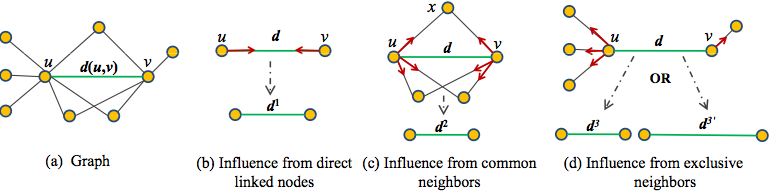 u
d(u,v)
v
(a) Graph
u
d
v
d¹
(b) Influence from direct
linked nodes
x
u
d
v
d²
(c) Influence from common
neighbors
u
d
v
OR
d³
d³'
(d) Influence from exclusive
neighbors